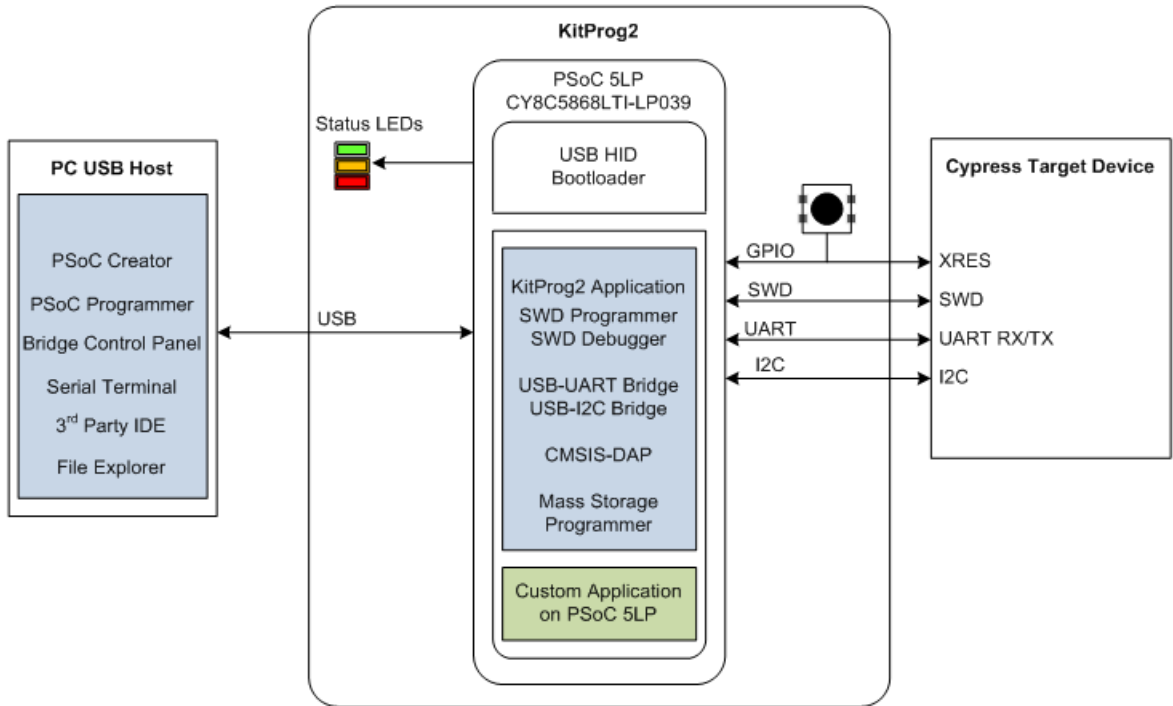 KitProg2
PSoC 5LP
CY8C5868LTI-LP039
Status LEDs
USB HID
Bootloader
PC USB Host
PSoC Creator
PSoC Programmer
Bridge Control Panel
Serial Terminal
3rd Party IDE
File Explorer
USB
KitProg2 Application
SWD Programmer
SWD Debugger
USB-UART Bridge
USB-I2C Bridge
CMSIS-DAP
Mass Storage
Programmer
Custom Application
on PSoC 5LP
GPIO
SWD
UART
I2C
Cypress Target Device
XRES
SWD
UART RX/TX
I2C